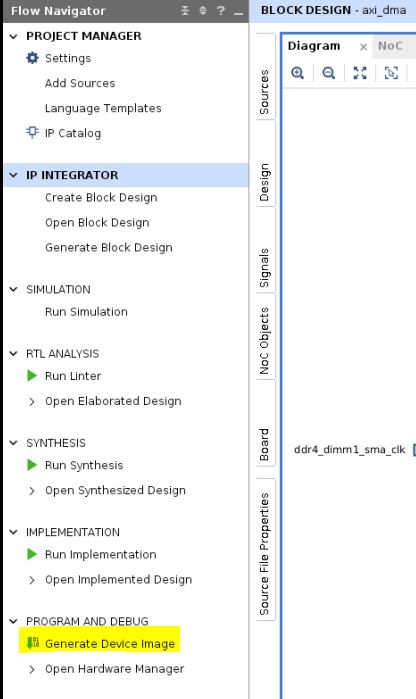 Flow Navigator ? _
PROJECT MANAGER
Settings
Add Sources
Language Templates
IP Catalog
IP INTEGRATOR
Create Block Design
Open Block Design
Generate Block Design
SIMULATION
Run Simulation
RTL ANALYSIS
Run Linter
Open Elaborated Design
SYNTHESIS
Run Synthesis
Open Synthesized Design
IMPLEMENTATION
Run Implementation
Open Implemented Design
PROGRAM AND DEBUG
Generate Device Image
Open Hardware Manager
BLOCK DESIGN - axi_dma
Sources
Design
Signals
NoC Objects
Board
Source File Properties
Diagram × NoC
ddr4_dimm1_sma_clk